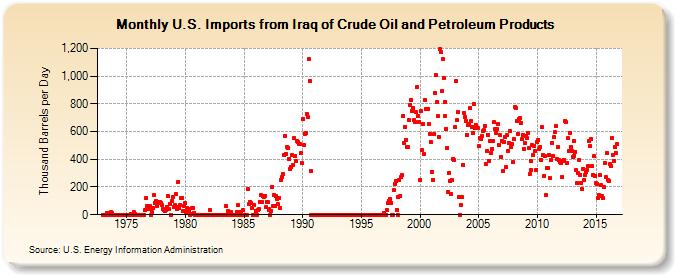 Monthly U.S. Imports from Iraq of Crude Oil and Petroleum Products
Thousand Barrels per Day
1,200
1,000
800
600
400
200
0
1975 1980 1985 1990 1995 2000 2005 2010 2015
Source: U.S. Energy Information Administration